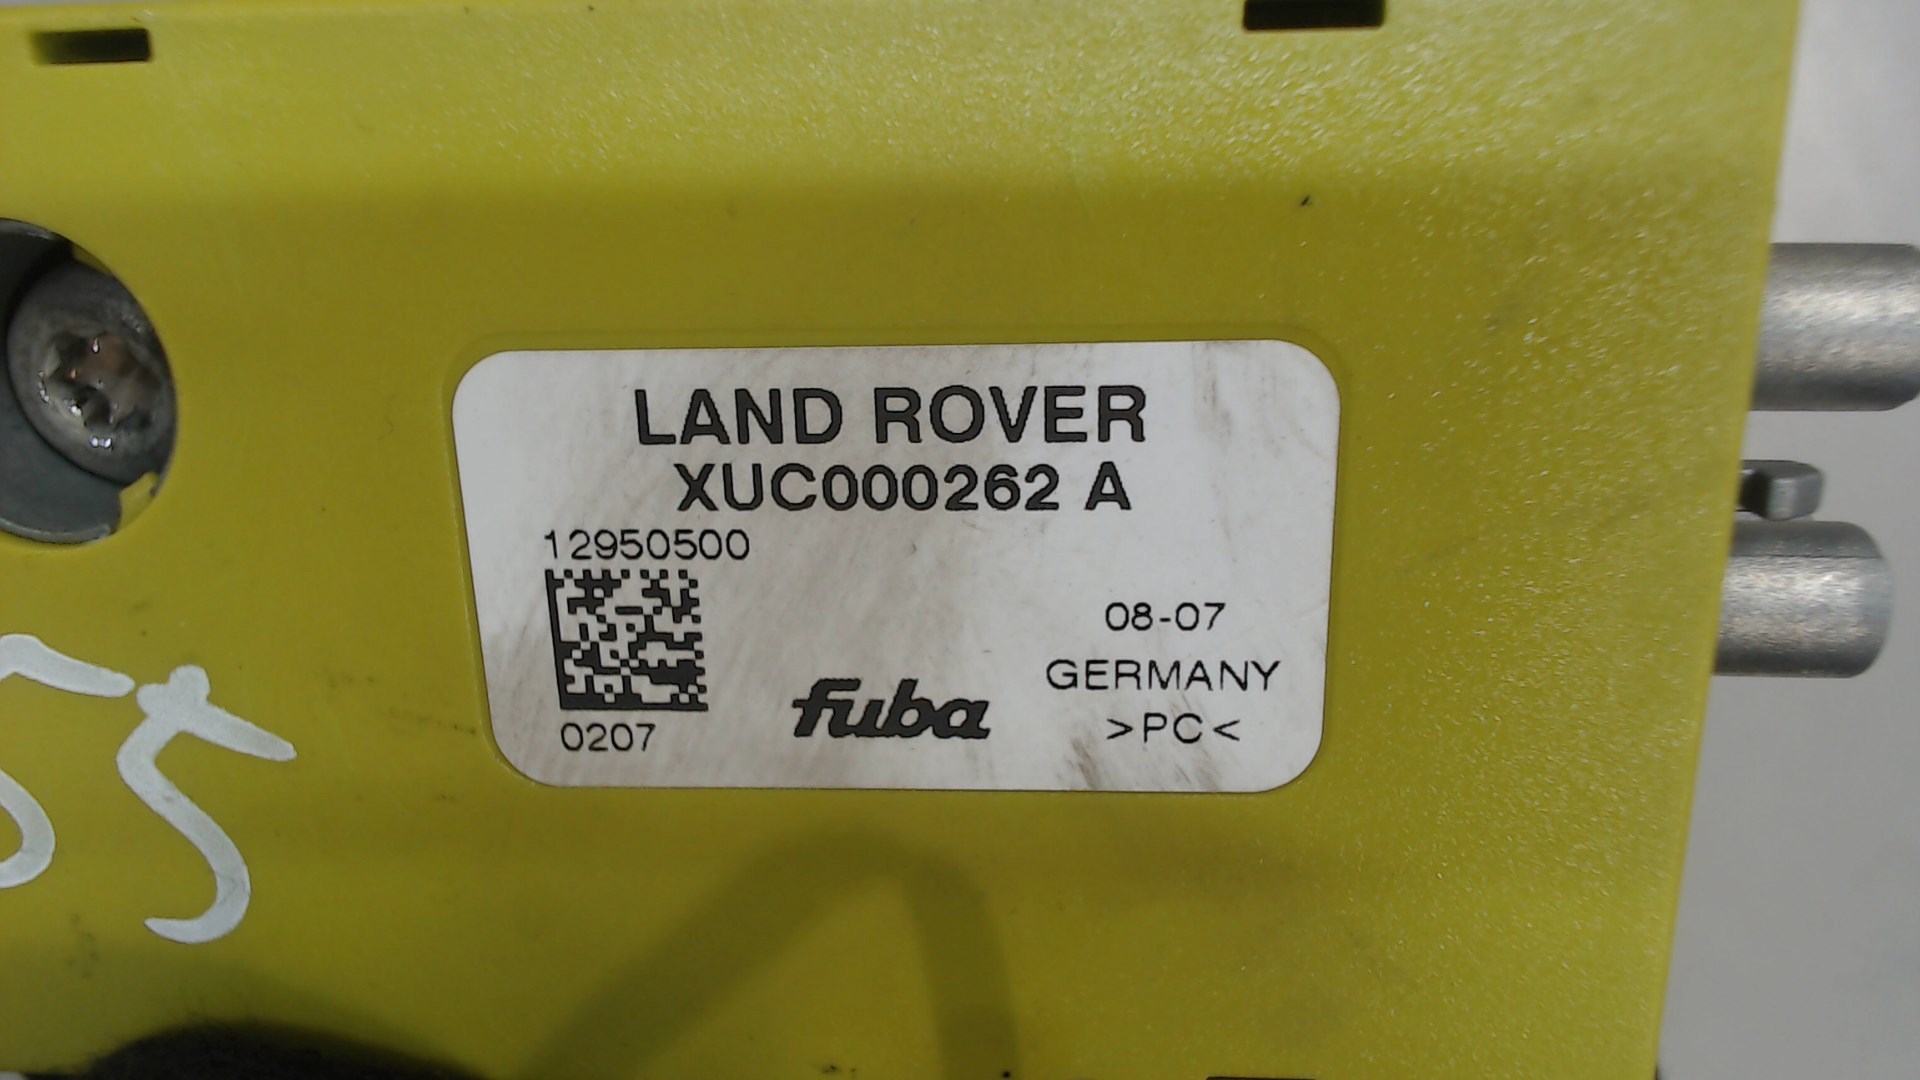 LAND ROVER
XUC000262 A
12950500
08-07
GERMANY
0207
fuba
>PC<